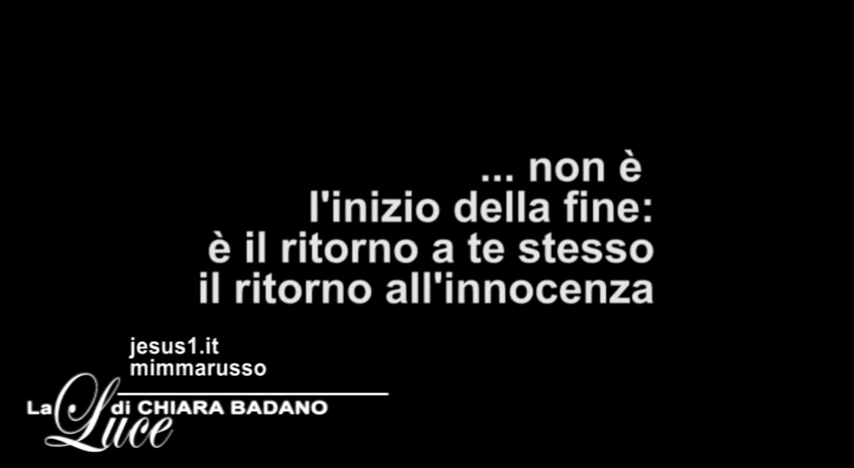 ... non è
l'inizio della fine:
è il ritorno a te stesso
il ritorno all'innocenza
jesus1.it
mimmarusso
La Luce di CHIARA BADANO